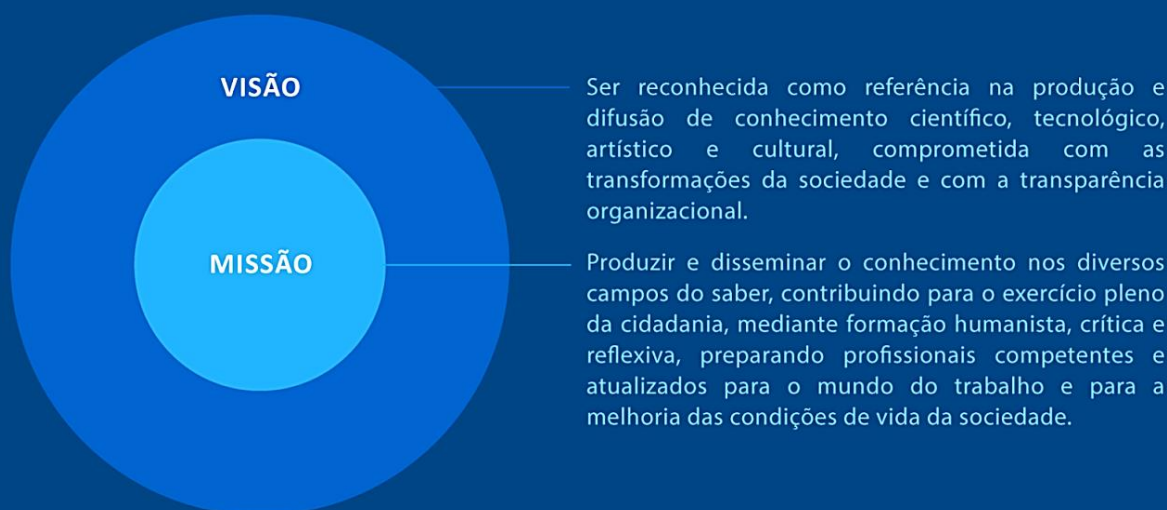 VISÃO
Ser reconhecida como referência na produção e
difusão de conhecimento científico, tecnológico,
artístico e cultural, comprometida com as
transformações da sociedade e com a transparência
organizacional.
MISSÃO
Produzir e disseminar o conhecimento nos diversos
campos do saber, contribuindo para o exercício pleno
da cidadania, mediante formação humanista, crítica e
reflexiva, preparando profissionais competentes e
atualizados para o mundo do trabalho e para a
melhoria das condições de vida da sociedade.